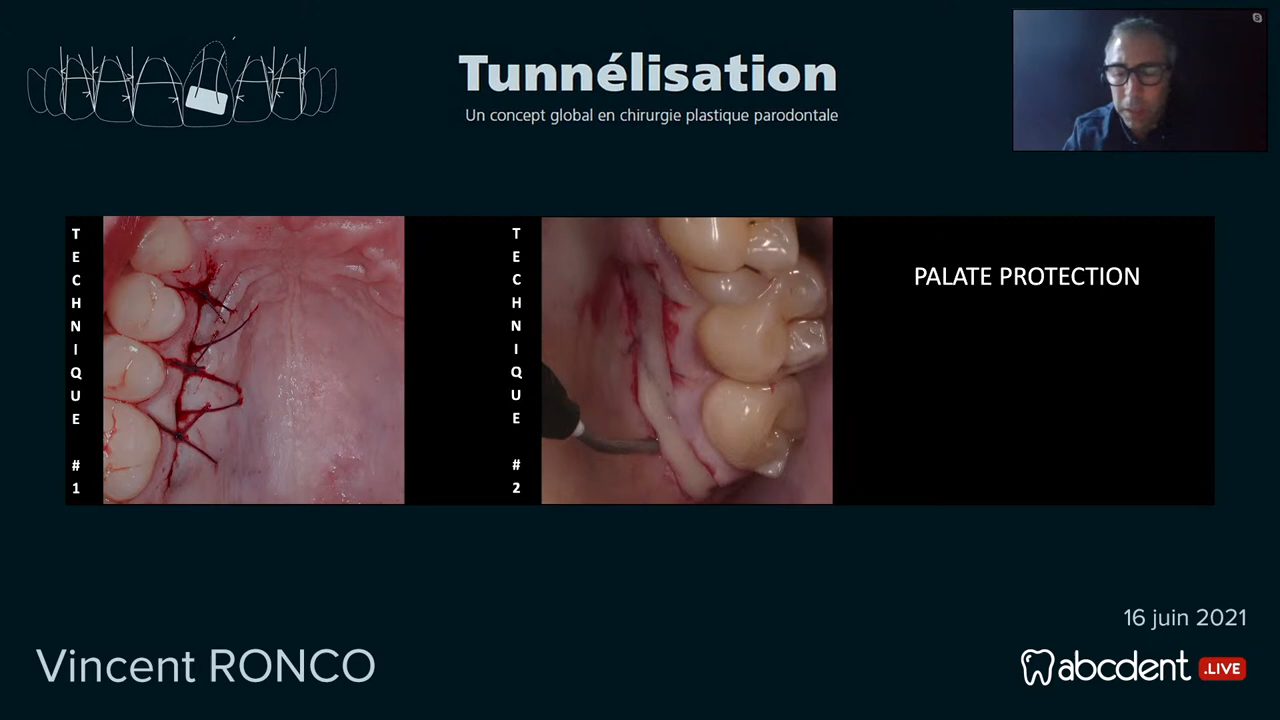 Tunnélisation
Un concept global en chirurgie plastique parodontale
TECHNIQUE #1
TECHNIQUE #2
PALATE PROTECTION
16 juin 2021
Vincent RONCO
abcdent .LIVE